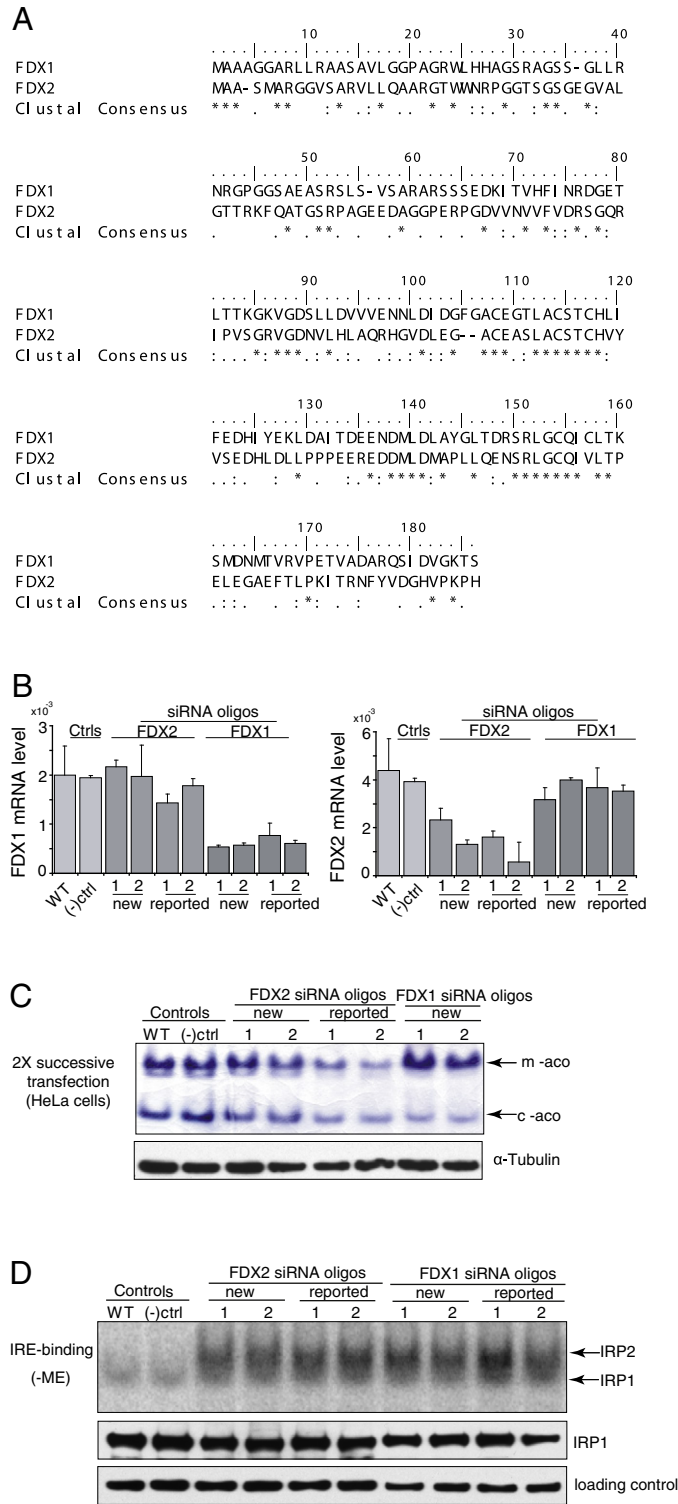 A
10 20 30 40
FDX1 MAAAGGARLLRAASAVLGGPAGRWLHHAGSRAGSS-GLLR
FDX2 MAA-SMARGGVSARVLLQAARGTWWNRPGGTSGSGEGVAL
Clustal Consensus ***.  .**: .:*. :.*  .* *. :*. :**. *:.
50 60 70 80
FDX1 NRGPGGSAEASRSLS-VSARARSSSEDKITVHFINRDGET
FDX2 GTTRKFQATGSRPAGEEDAGGPERPGDVVNVVFVDRSGQR
Clustal Consensus
90 100 110 120
FDX1 LTTKGKVGDSLLDVVVENNLDIDGFGACEGTLACSTCHLI
FDX2 IPVSGRVGDNVLHLAQRHGVDLEG--ACEASLACSTCHVY
Clustal Consensus
130 140 150 160
FDX1 FEDHIYEKLDAITDEENDMLDLAYGLTDRSRLGCQICLTK
FDX2 VSEDHLDLLPPPEEREDDMLDMAPLLQENSRLGCQIVLTP
Clustal Consensus
170 180
FDX1 SMDNMTVRVPETVADARQSIDVGKTS
FDX2 ELEGAEFTLPKITRNFYVDGHVPKPH
Clustal Consensus
B
x10⁻³
siRNA oligos
Ctrls FDX2 FDX1
FDX1 mRNA level
3
2
1
0
WT (-)ctrl 1 2 1 2 1 2 1 2
new reported new reported
x10⁻³
siRNA oligos
Ctrls FDX2 FDX1
FDX2 mRNA level
6
4
2
0
WT (-)ctrl 1 2 1 2 1 2 1 2
new reported new reported
C
FDX2 siRNA oligos FDX1 siRNA oligos
Controls new reported new
WT (-)ctrl 1 2 1 2 1 2
2X successive
transfection
(HeLa cells)
m -aco
c -aco
α-Tubulin
D
FDX2 siRNA oligos FDX1 siRNA oligos
Controls new reported new reported
WT (-)ctrl 1 2 1 2 1 2 1 2
IRE-binding
(-ME)
IRP2
IRP1
IRP1
loading control